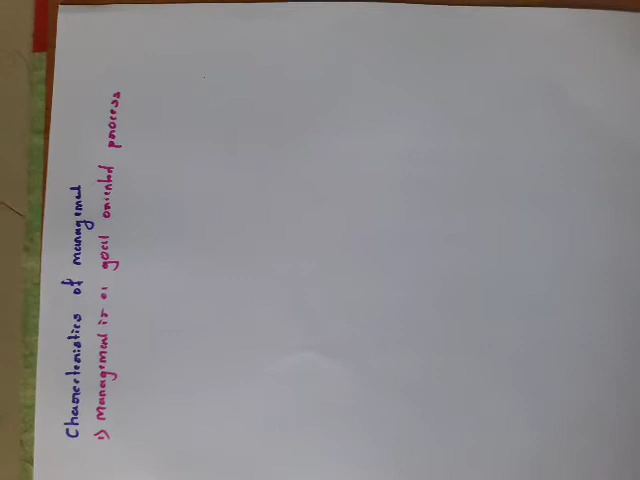 Characteristics of management
1) management is a goal oriented process